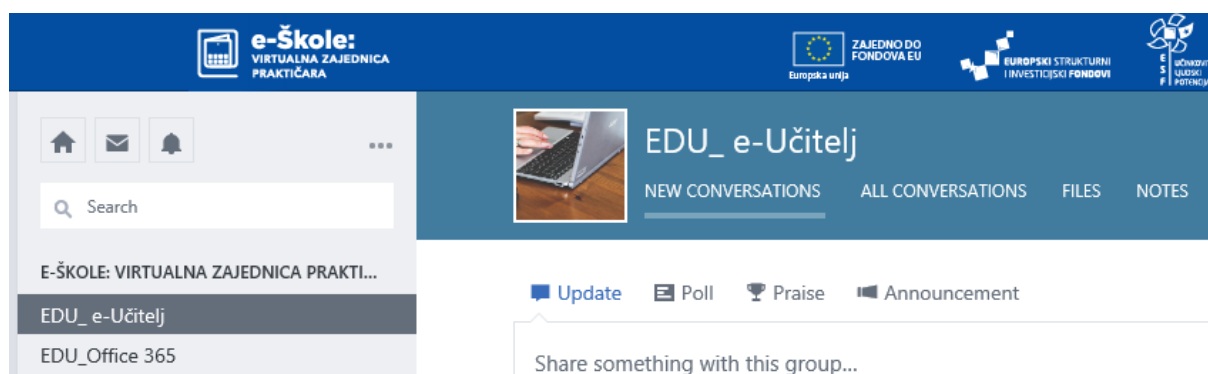 e-Škole:
VIRTUALNA ZAJEDNICA
PRAKTIČARA
Europska unija
ZAJEDNO DO
FONDOVA EU
EUROPSKI STRUKTURNI
I INVESTICIJSKI FONDOVI
E
S
F
LJUDSKI
Search
E-ŠKOLE: VIRTUALNA ZAJEDNICA PRAKTI...
EDU_ e-Učitelj
EDU_Office 365
EDU_ e-Učitelj
NEW CONVERSATIONS ALL CONVERSATIONS FILES NOTES
Update Poll Praise Announcement
Share something with this group...